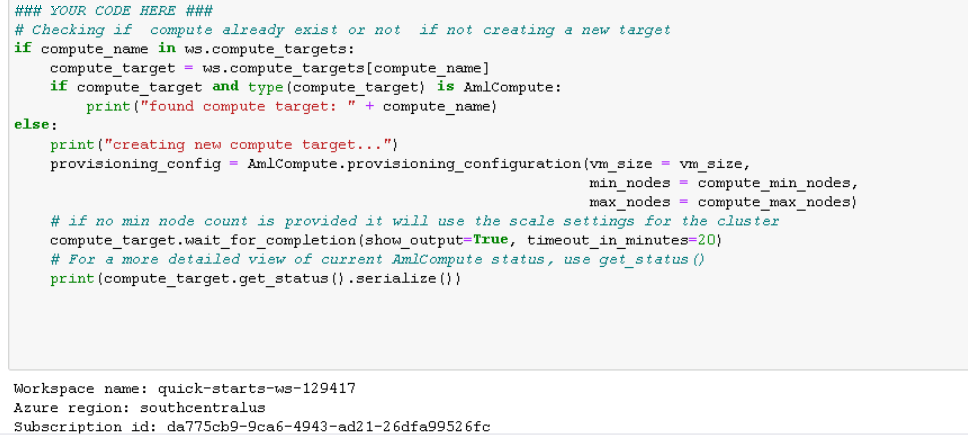 ### YOUR CODE HERE ###
# Checking if  compute already exist or not  if not creating a new target
if compute_name in ws.compute_targets:
    compute_target = ws.compute_targets[compute_name]
    if compute_target and type(compute_target) is AmlCompute:
        print("found compute target: " + compute_name)
else:
    print("creating new compute target...")
    provisioning_config = AmlCompute.provisioning_configuration(vm_size = vm_size,
                                                                min_nodes = compute_min_nodes,
                                                                max_nodes = compute_max_nodes)
    # if no min node count is provided it will use the scale settings for the cluster
    compute_target.wait_for_completion(show_output=True, timeout_in_minutes=20)
    # For a more detailed view of current AmlCompute status, use get_status()
    print(compute_target.get_status().serialize())
Workspace name: quick-starts-ws-129417
Azure region: southcentralus
Subscription id: da775cb9-9ca6-4943-ad21-26dfa99526fc